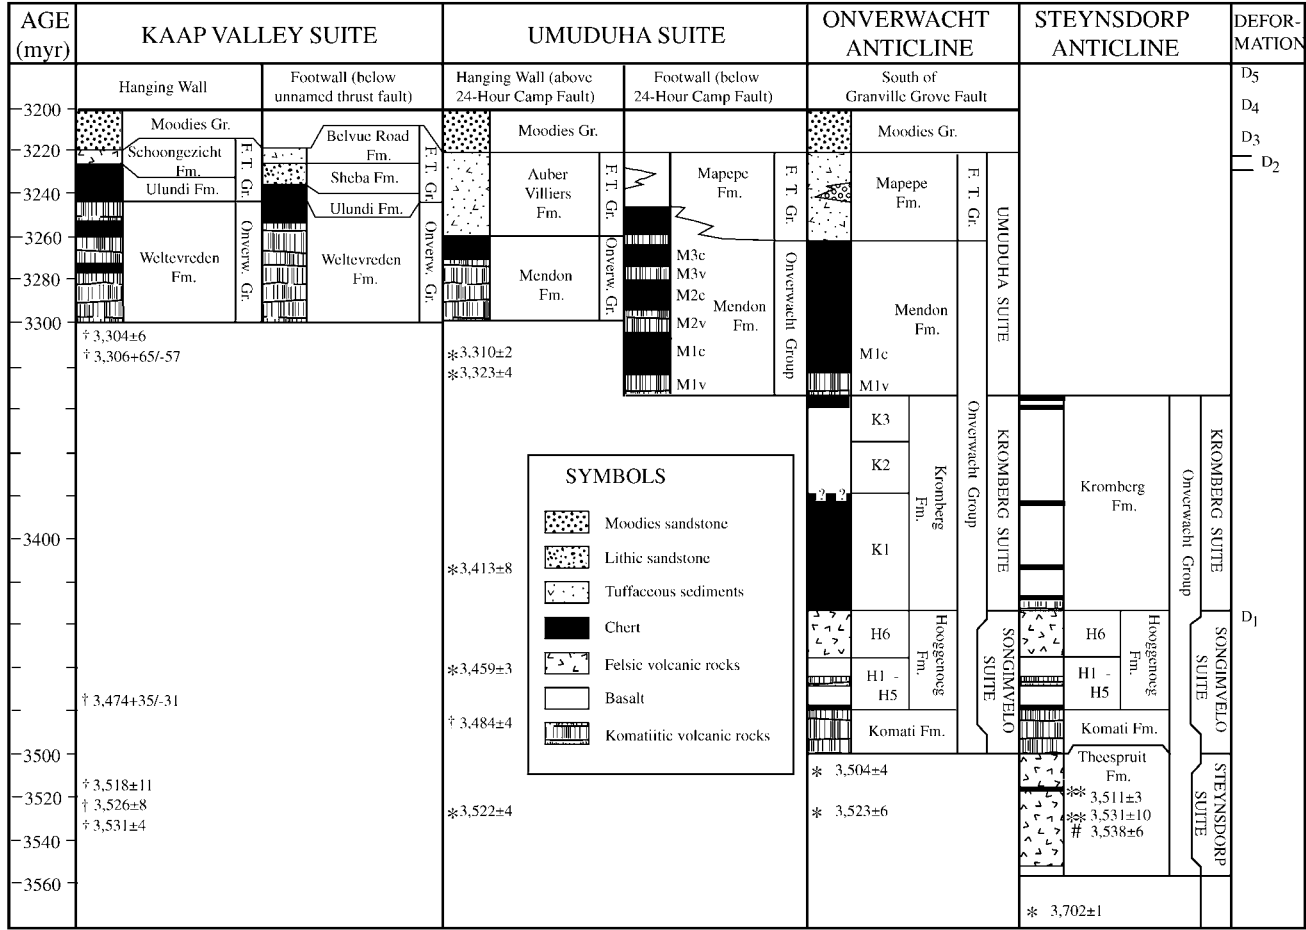 AGE
(myr)
KAAP VALLEY SUITE
UMUDUHA SUITE
ONVERWACHT
ANTICLINE
STEYNSDORP
ANTICLINE
DEFOR-
MATION
Hanging Wall
Footwall (below
unnamed thrust fault)
Hanging Wall (above
24-Hour Camp Fault)
Footwall (below
24-Hour Camp Fault)
South of
Granville Grove Fault
3200
3220
3240
3260
3280
3300
3400
3500
3520
3540
3560
Moodies Gr.
Schoongezicht
Fm.
Ulundi Fm.
Weltevreden
Fm.
F. T. Gr.
Onverw. Gr.
† 3,304±6
† 3,306+65/-57
† 3,474+35/-31
† 3,518±11
† 3,526±8
† 3,531±4
Belvue Road
Fm.
Sheba Fm.
Ulundi Fm.
Weltevreden
Fm.
F. T. Gr.
Onverw. Gr.
Moodies Gr.
Auber
Villiers
Fm.
Mendon
Fm.
F. T. Gr.
Onverw. Gr.
*3,310±2
*3,323±4
*3,413±8
*3,459±3
† 3,484±4
*3,522±4
Mapepe
Fm.
M3c
M3v
M2c
M2v
M1c
M1v
Mendon
Fm.
F. T. Gr.
Onverwacht Group
Moodies Gr.
Mapepe
Fm.
Mendon
Fm.
M1c
M1v
K3
K2
? ?
K1
Kromberg
Fm.
H6
H1 -
H5
Hooggenoeg
Fm.
Komati Fm.
F. T. Gr.
Onverwacht Group
UMUDUHA SUITE
KROMBERG SUITE
SONGIMVELO
SUITE
* 3,504±4
* 3,523±6
Kromberg
Fm.
H6
H1 -
H5
Hooggenoeg
Fm.
Komati Fm.
Theespruit
Fm.
** 3,511±3
** 3,531±10
# 3,538±6
* 3,702±1
Onverwacht Group
KROMBERG SUITE
SONGIMVELO
SUITE
STEYNSDORP
SUITE
D5
D4
D3
D2
D1
SYMBOLS
Moodies sandstone
Lithic sandstone
Tuffaceous sediments
Chert
Felsic volcanic rocks
Basalt
Komatiitic volcanic rocks